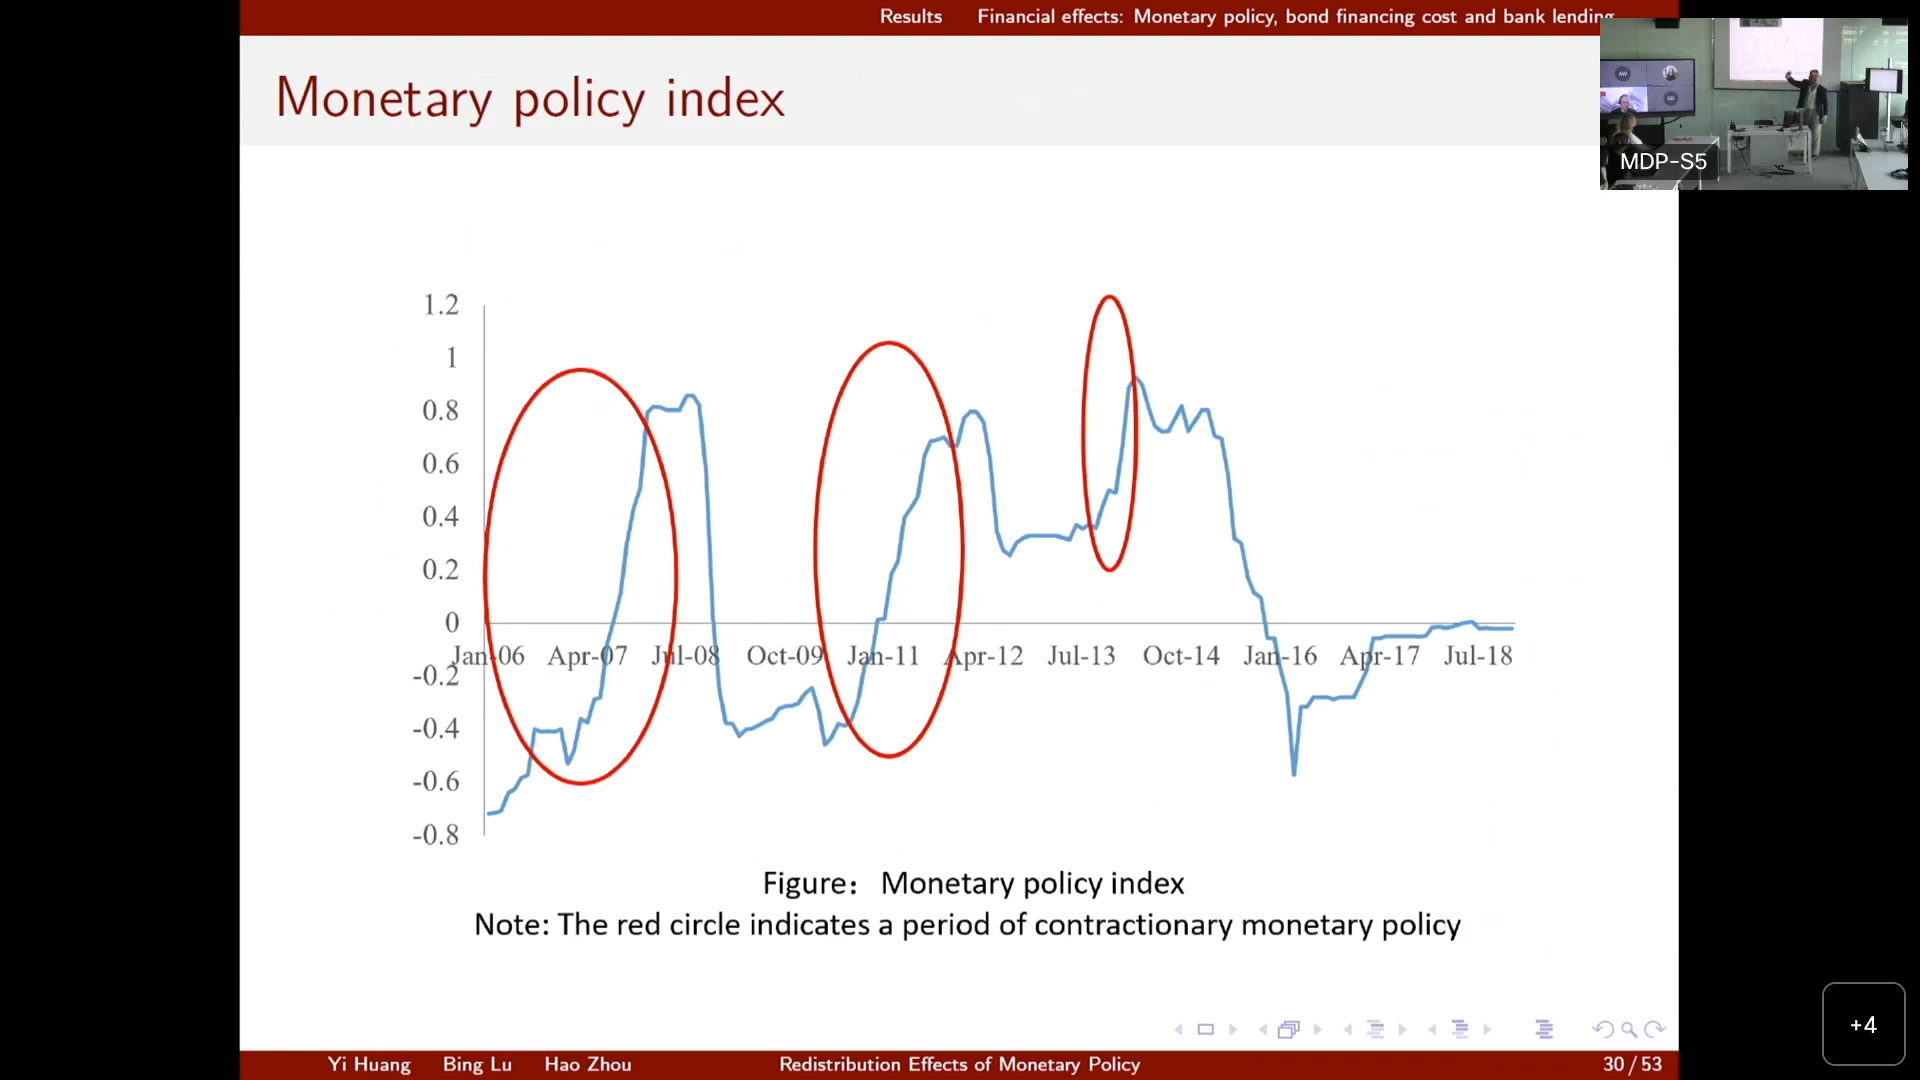 Results Financial effects: Monetary policy, bond financing cost and bank lending
Monetary policy index
MDP-S5
1.2
1
0.8
0.6
0.4
0.2
0
-0.2
-0.4
-0.6
-0.8
Jan-06 Apr-07 Jul-08 Oct-09 Jan-11 Apr-12 Jul-13 Oct-14 Jan-16 Apr-17 Jul-18
Figure: Monetary policy index
Note: The red circle indicates a period of contractionary monetary policy
+4
Yi Huang Bing Lu Hao Zhou Redistribution Effects of Monetary Policy 30 / 53